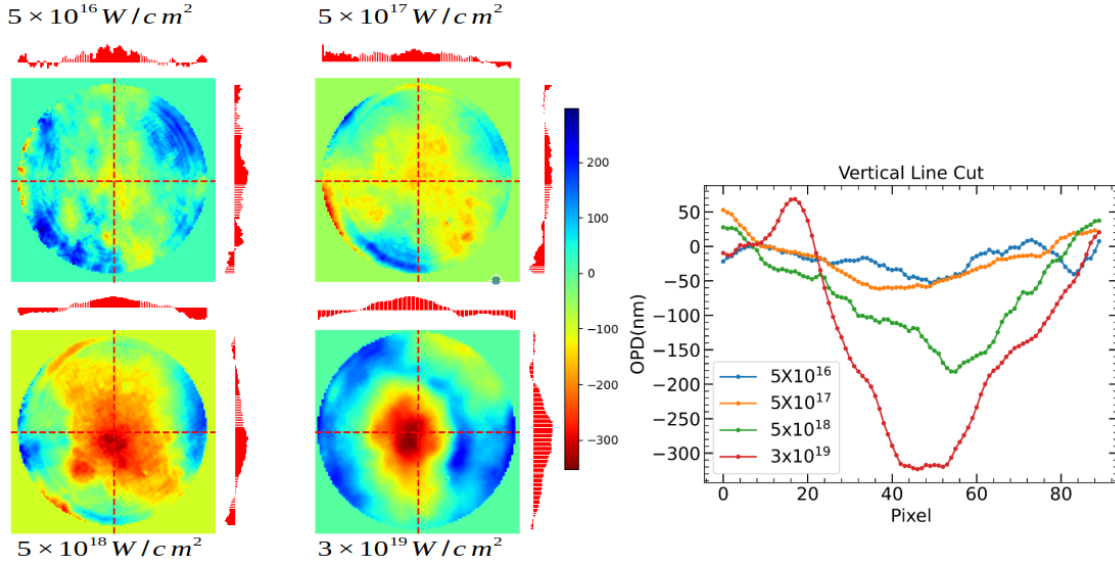 5 × 10^16 W/cm^2
5 × 10^17 W/cm^2
200
100
0
−100
−200
−300
5 × 10^18 W/cm^2
3 × 10^19 W/cm^2
Vertical Line Cut
50
0
−50
−100
−150
−200
−250
−300
OPD(nm)
5X10^16
5X10^17
5x10^18
3x10^19
0 20 40 60 80
Pixel